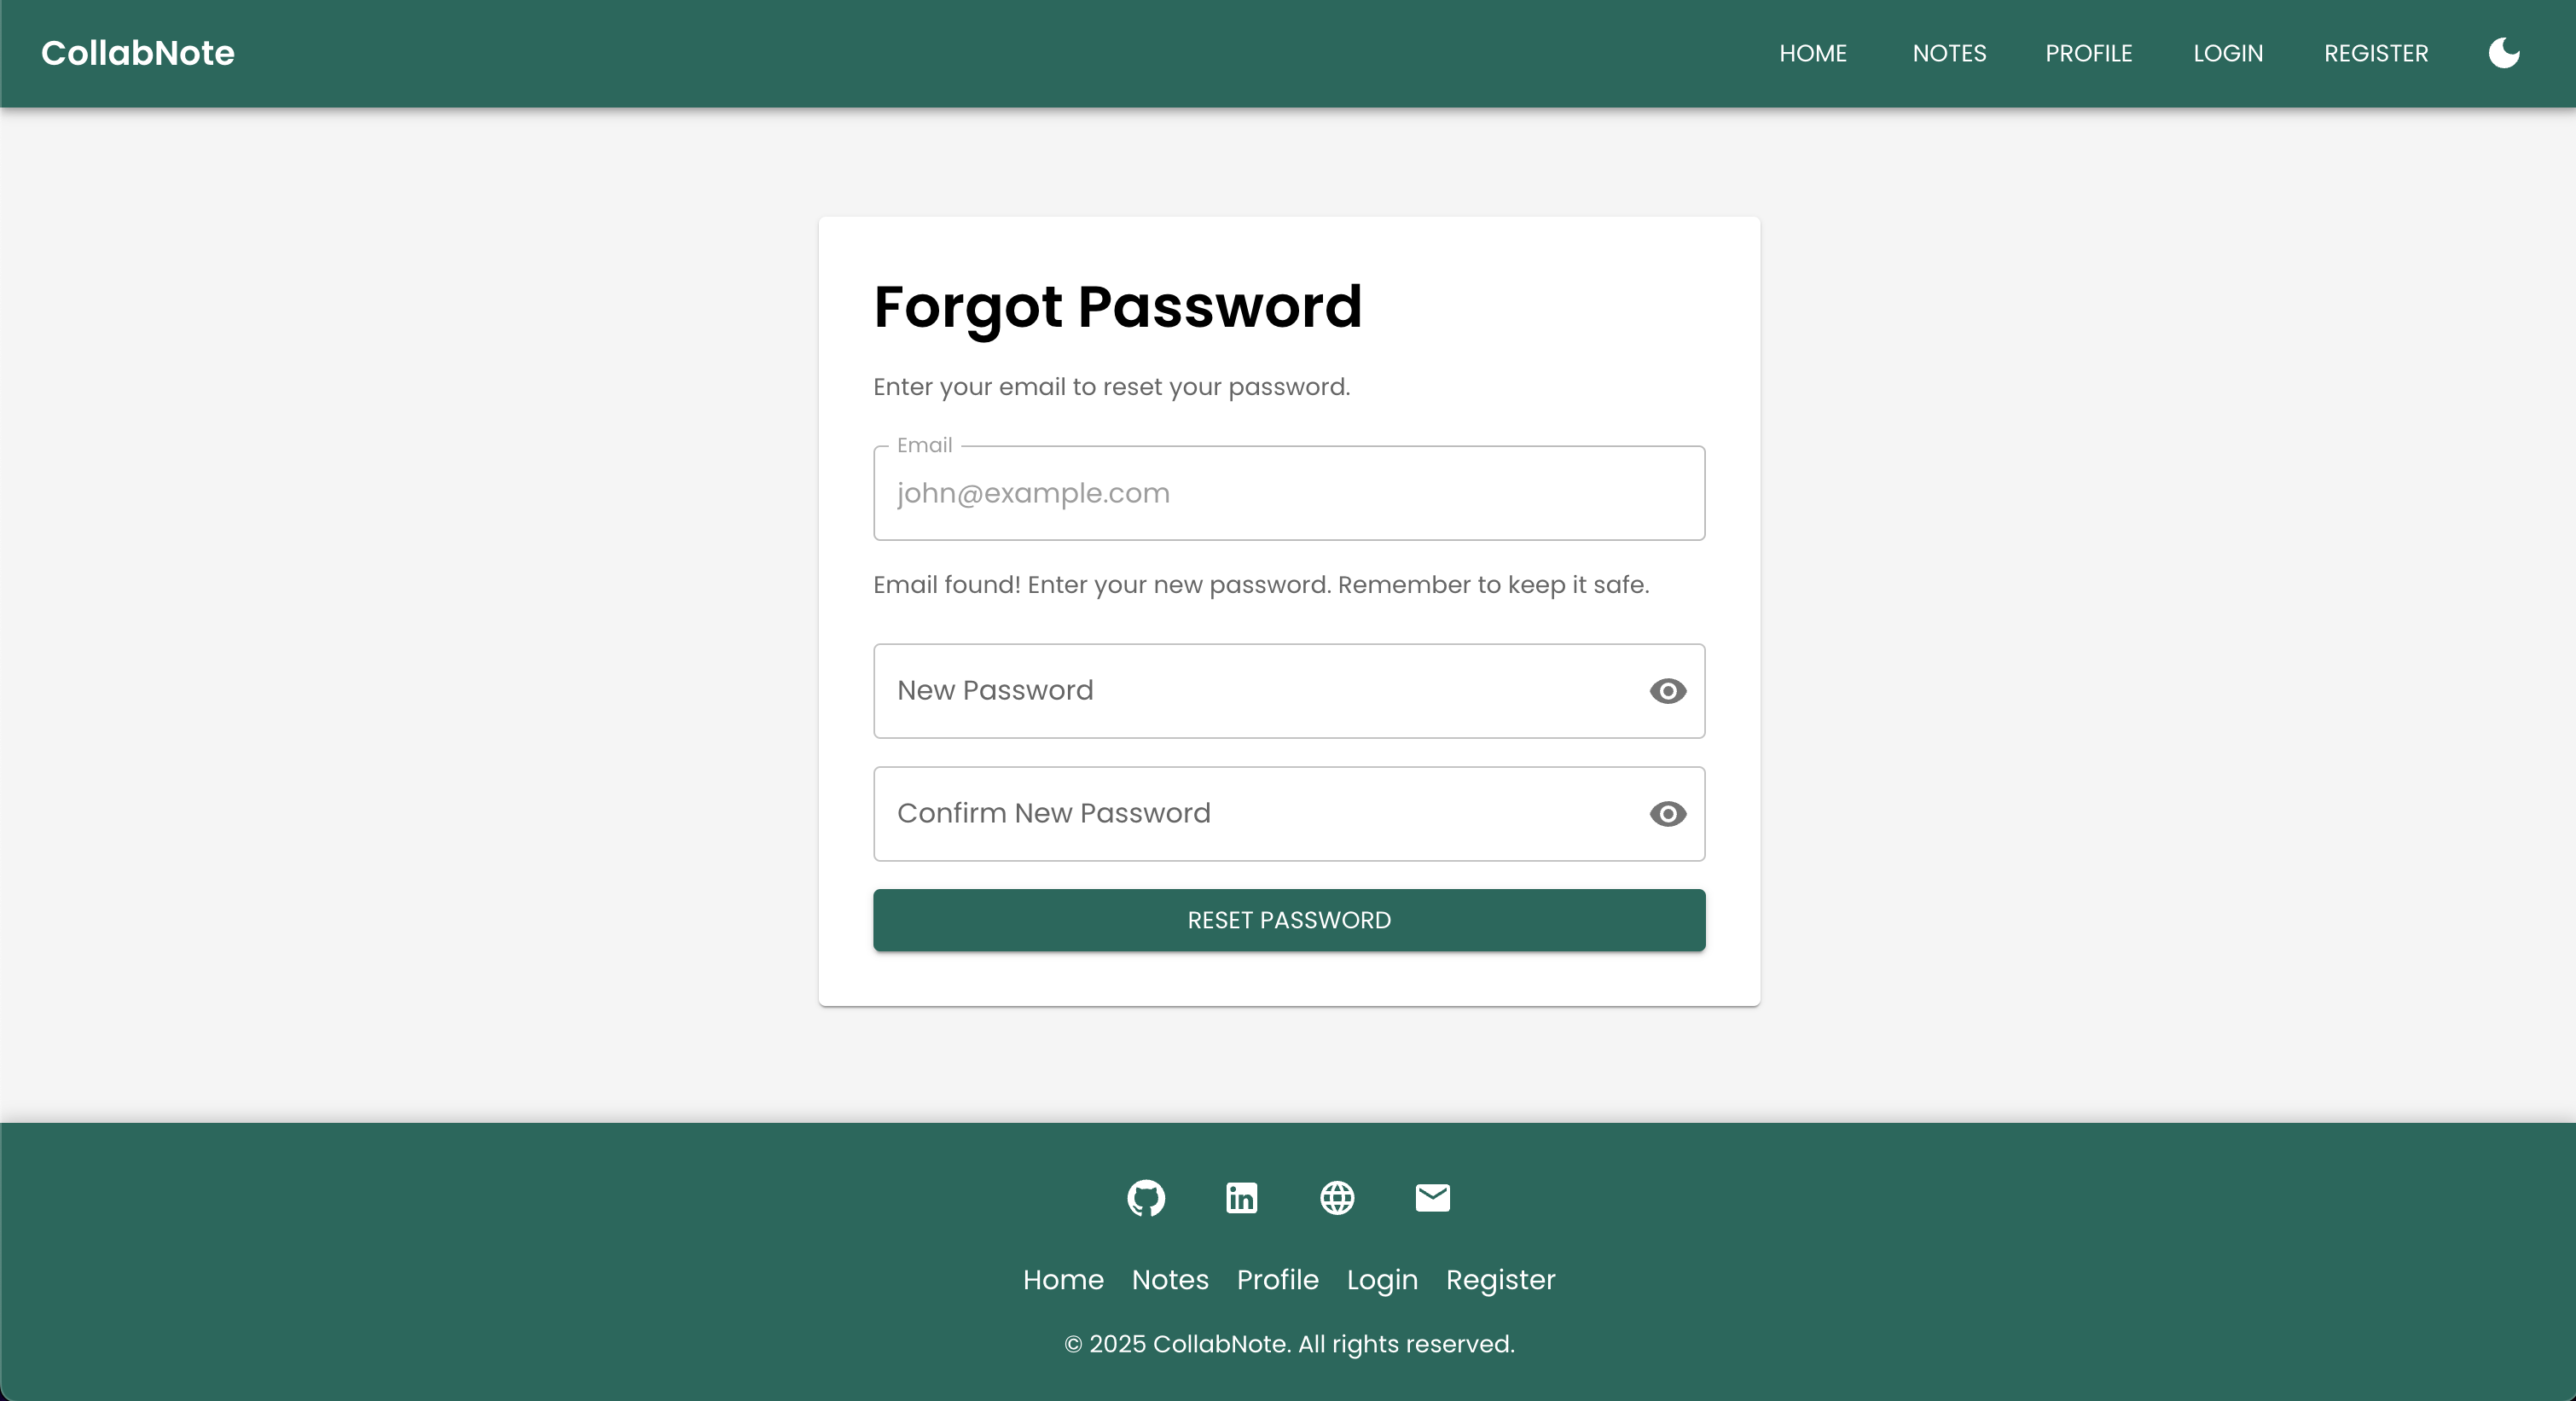 CollabNote
HOME NOTES PROFILE LOGIN REGISTER
Forgot Password
Enter your email to reset your password.
Email
john@example.com
Email found! Enter your new password. Remember to keep it safe.
New Password
Confirm New Password
RESET PASSWORD
in
Home Notes Profile Login Register
© 2025 CollabNote. All rights reserved.